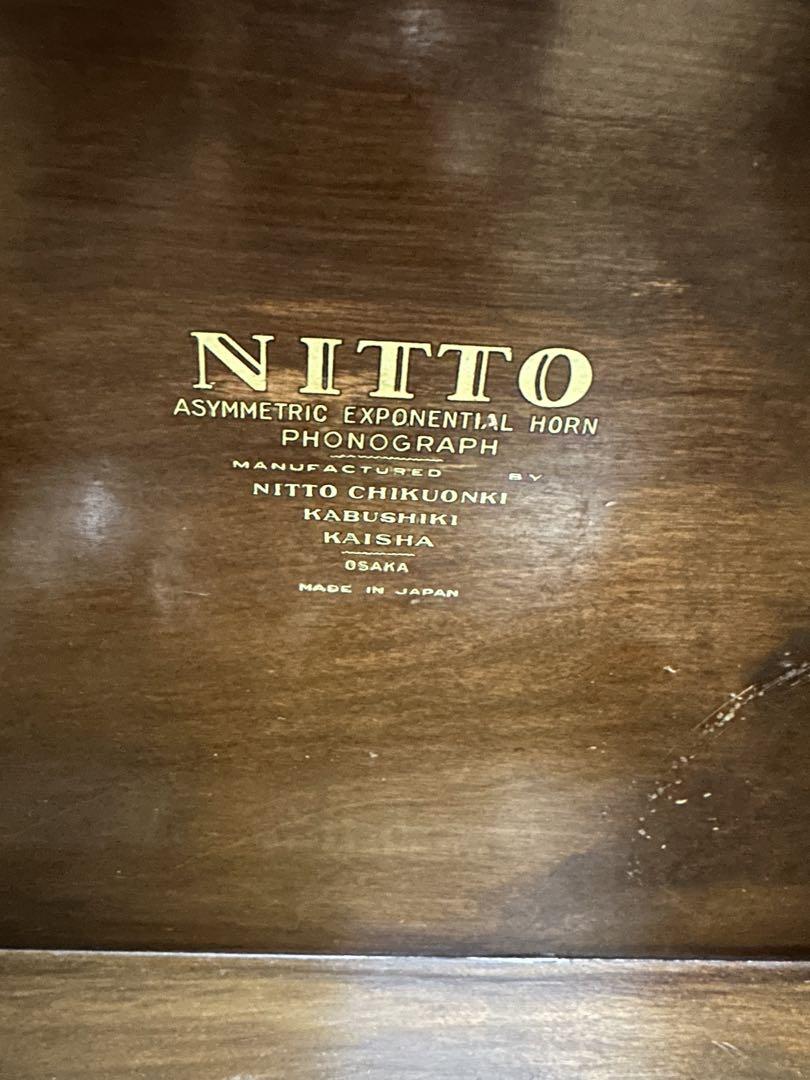 NITTO
ASYMMETRIC EXPONENTIAL HORN
PHONOGRAPH
MANUFACTURED BY
NITTO CHIKUONKI
KABUSHIKI
KAISHA
OSAKA
MADE IN JAPAN